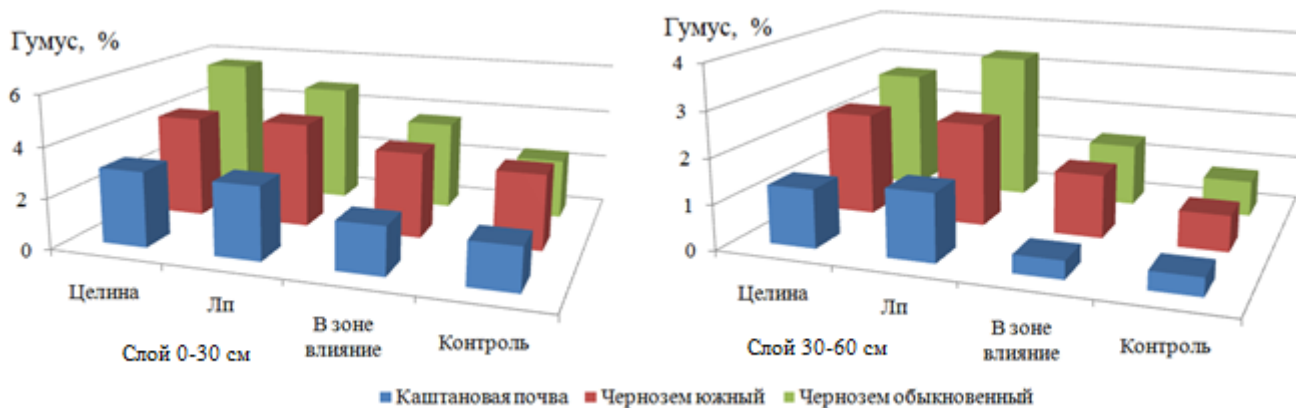 Гумус, %
6
4
2
0
Целина
Лп
В зоне
влияние
Контроль
Слой 0-30 см
Гумус, %
4
3
2
1
0
Целина
Лп
В зоне
влияние
Контроль
Слой 30-60 см
Каштановая почва Чернозем южный Чернозем обыкновенный